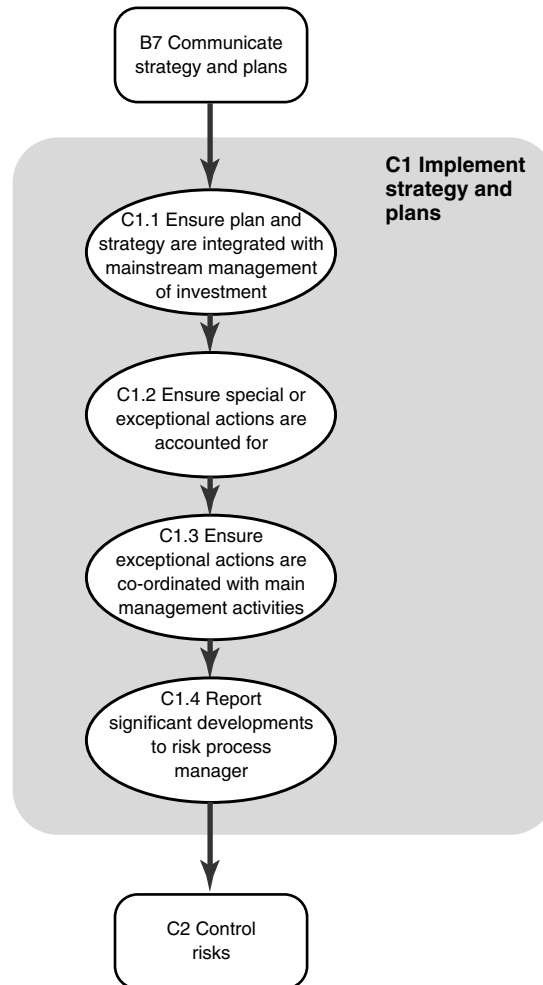 B7 Communicate
strategy and plans
C1 Implement
strategy and
plans
C1.1 Ensure plan and
strategy are integrated with
mainstream management
of investment
C1.2 Ensure special or
exceptional actions are
accounted for
C1.3 Ensure
exceptional actions are
co-ordinated with main
management activities
C1.4 Report
significant developments
to risk process
manager
C2 Control
risks